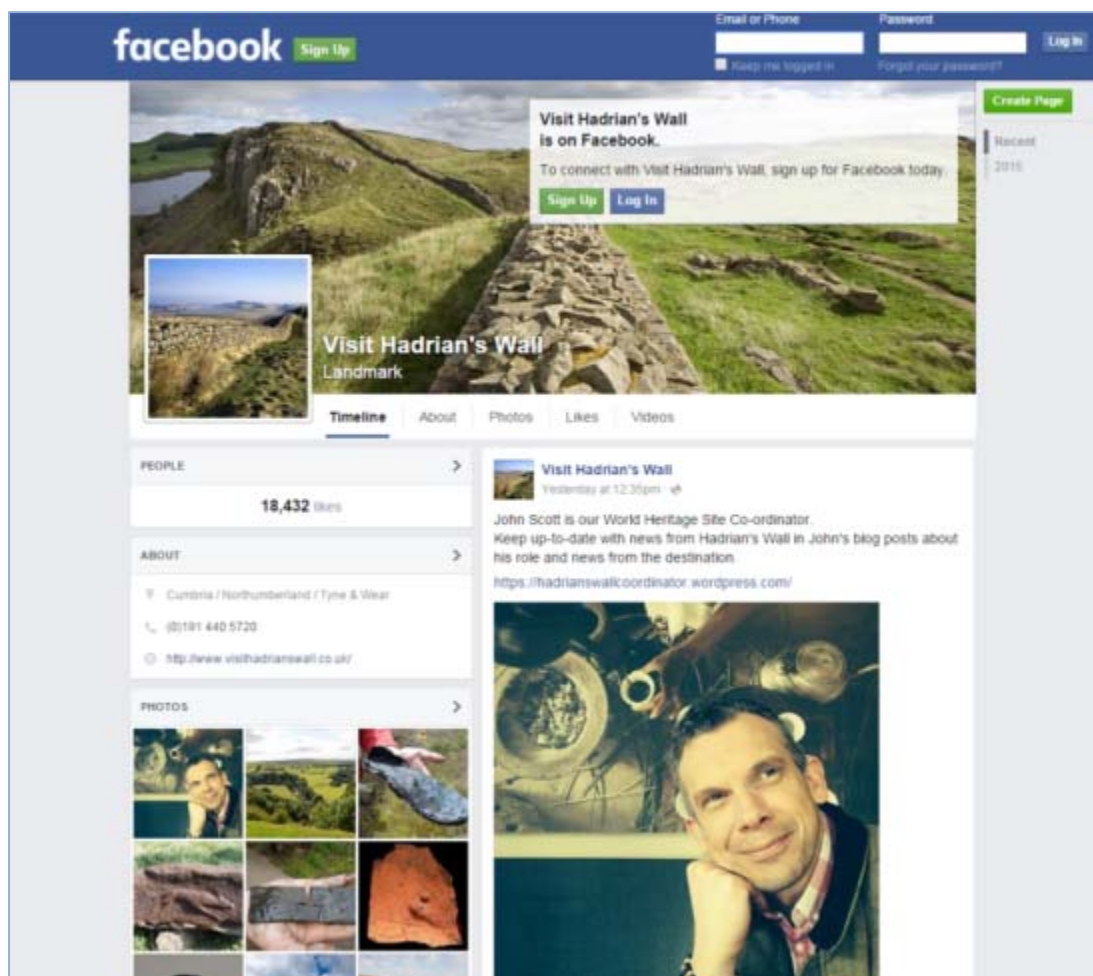 facebook
Sign Up
Email or Phone
Password
Log In
Keep me logged in
Forgot your password?
Create Page
Recent
2015
Visit Hadrian's Wall
is on Facebook.
To connect with Visit Hadrian's Wall, sign up for Facebook today.
Sign Up
Log In
Visit Hadrian's Wall
Landmark
Timeline
About
Photos
Likes
Videos
PEOPLE
18,432 likes
ABOUT
Cumbria / Northumberland / Tyne & Wear
(0)191 440 5720
http://www.visithadrianswall.co.uk/
PHOTOS
Visit Hadrian's Wall
Yesterday at 12:35pm ·
John Scott is our World Heritage Site Co-ordinator.
Keep up-to-date with news from Hadrian's Wall in John's blog posts about
his role and news from the destination.
https://hadrianswallcoordinator.wordpress.com/